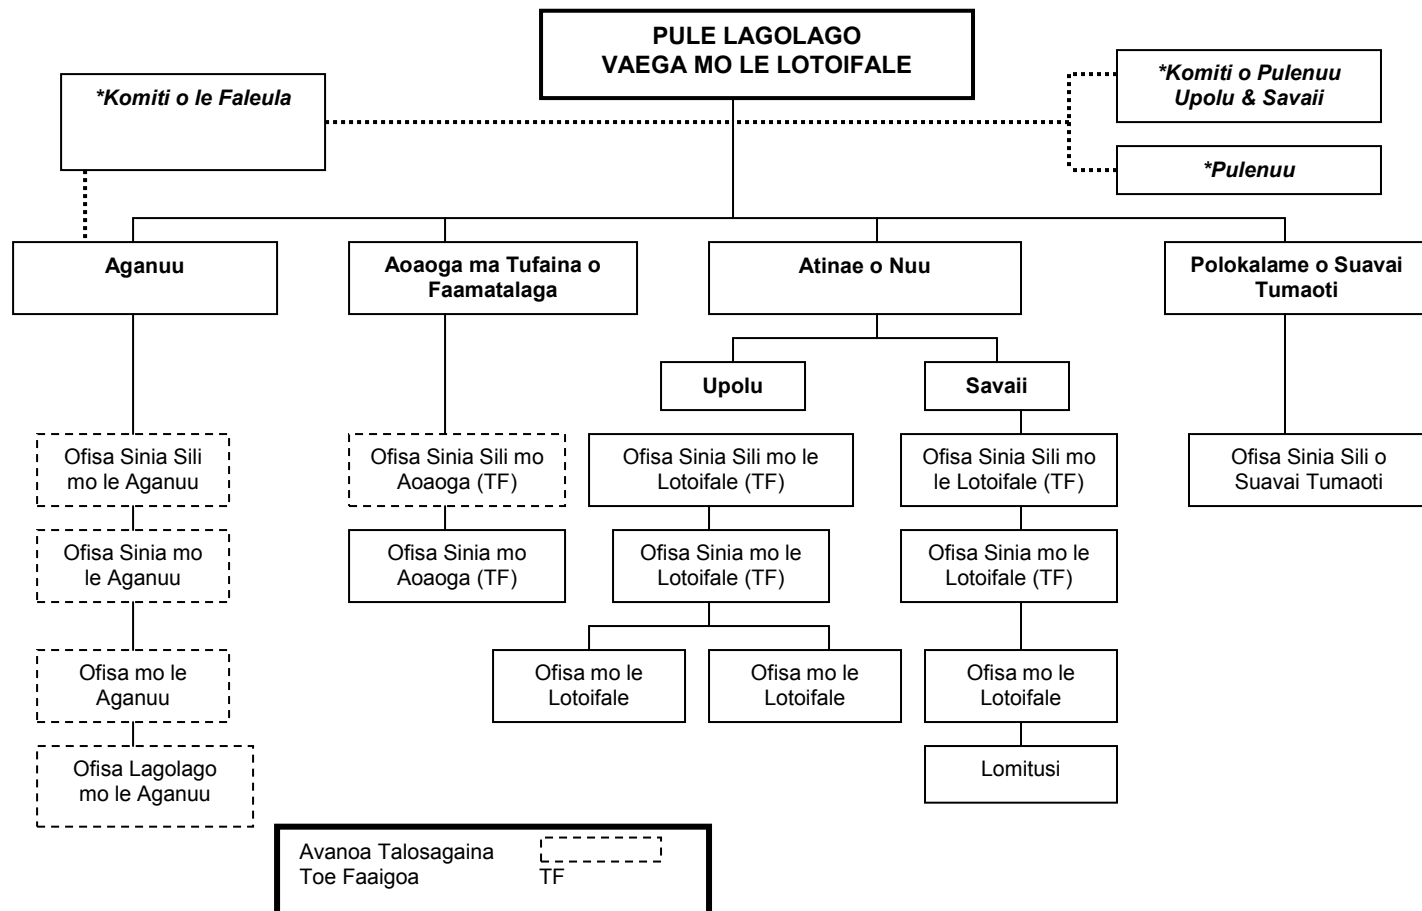 PULE LAGOLAGO
VAEGA MO LE LOTOIFALE
*Komiti o le Faleula
*Komiti o Pulenuu
Upolu & Savaii
*Pulenuu
Aganuu
Aoaoga ma Tufaina o
Faamatalaga
Atinae o Nuu
Polokalame o Suavai
Tumaoti
Upolu
Savaii
Ofisa Sinia Sili
mo le Aganuu
Ofisa Sinia Sili mo
Aoaoga (TF)
Ofisa Sinia Sili mo le
Lotoifale (TF)
Ofisa Sinia Sili mo
le Lotoifale (TF)
Ofisa Sinia Sili o
Suavai Tumaoti
Ofisa Sinia mo
le Aganuu
Ofisa Sinia mo
Aoaoga (TF)
Ofisa Sinia mo le
Lotoifale (TF)
Ofisa Sinia mo le
Lotoifale (TF)
Ofisa mo le
Aganuu
Ofisa mo le
Lotoifale
Ofisa mo le
Lotoifale
Ofisa mo le
Lotoifale
Ofisa Lagolago
mo le Aganuu
Lomitusi
Avanoa Talosagaina
Toe Faaigoa TF